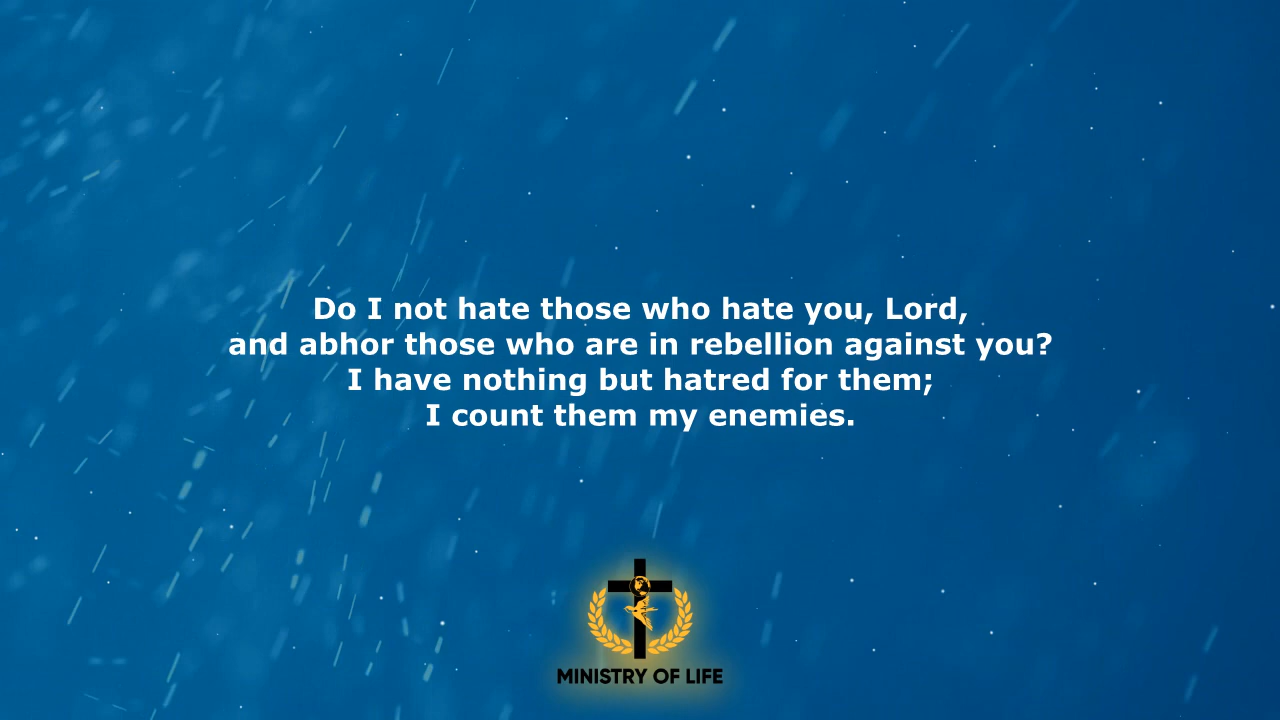 Do I not hate those who hate you, Lord,
and abhor those who are in rebellion against you?
I have nothing but hatred for them;
I count them my enemies.
MINISTRY OF LIFE